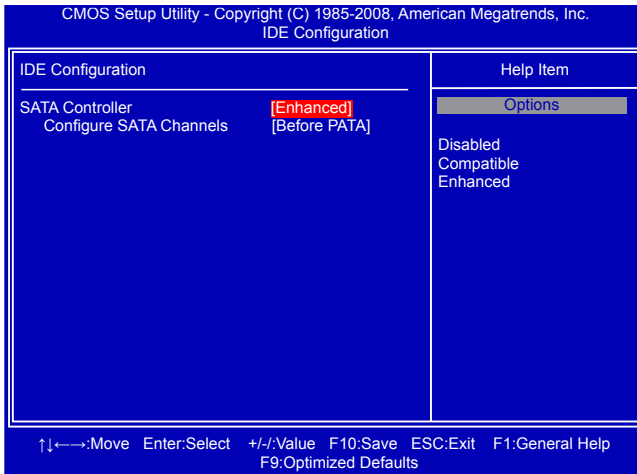 CMOS Setup Utility - Copyright (C) 1985-2008, American Megatrends, Inc.
IDE Configuration
IDE Configuration
Help Item
SATA Controller [Enhanced]
Configure SATA Channels [Before PATA]
Options
Disabled
Compatible
Enhanced
↑↓←→:Move Enter:Select +/-/:Value F10:Save ESC:Exit F1:General Help
F9:Optimized Defaults